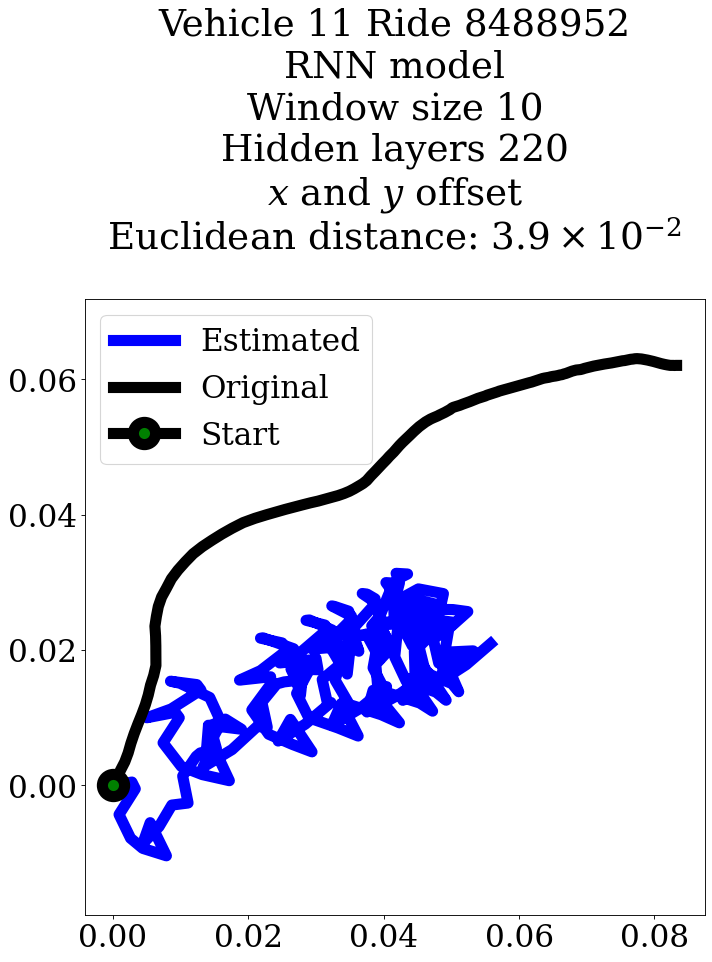 Vehicle 11 Ride 8488952
RNN model
Window size 10
Hidden layers 220
x and y offset
Euclidean distance: 3.9 × 10⁻²
Estimated
Original
Start
0.06
0.04
0.02
0.00
0.00 0.02 0.04 0.06 0.08